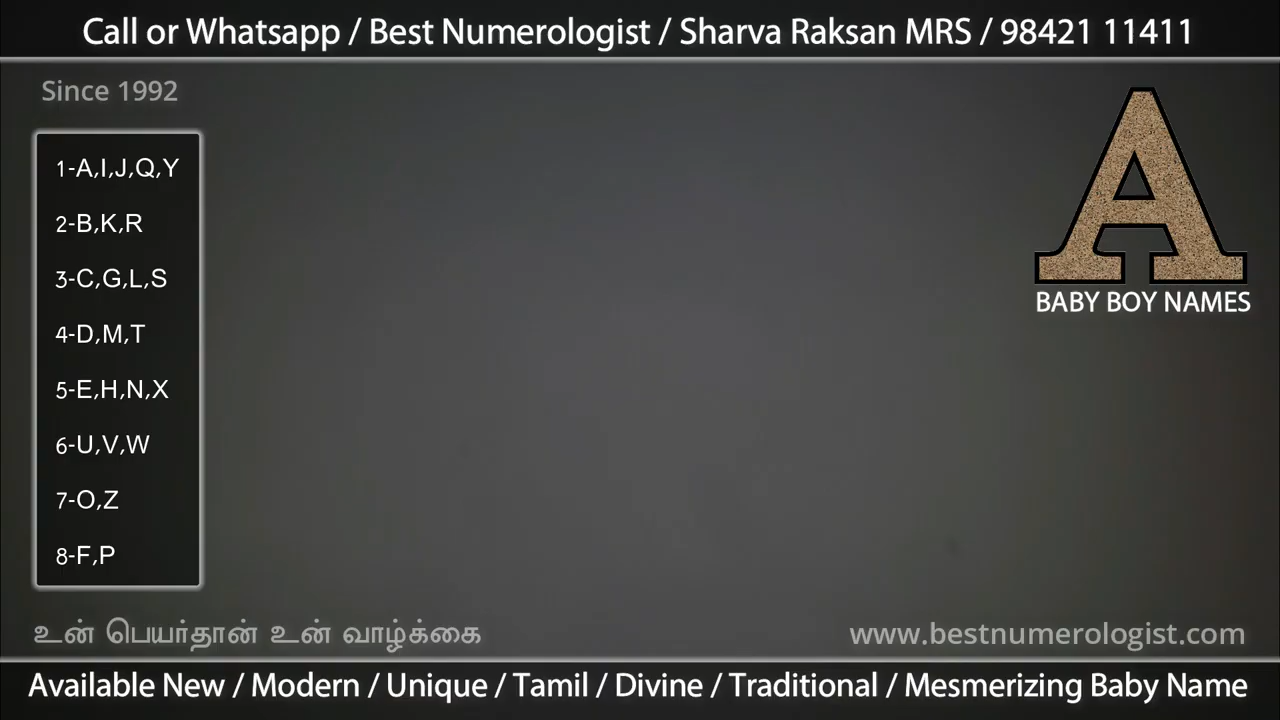 Call or Whatsapp / Best Numerologist / Sharva Raksan MRS / 98421 11411
Since 1992
1-A,I,J,Q,Y
2-B,K,R
3-C,G,L,S
4-D,M,T
5-E,H,N,X
6-U,V,W
7-O,Z
8-F,P
A
BABY BOY NAMES
உன் பெயர்தான் உன் வாழ்க்கை
www.bestnumerologist.com
Available New / Modern / Unique / Tamil / Divine / Traditional / Mesmerizing Baby Name